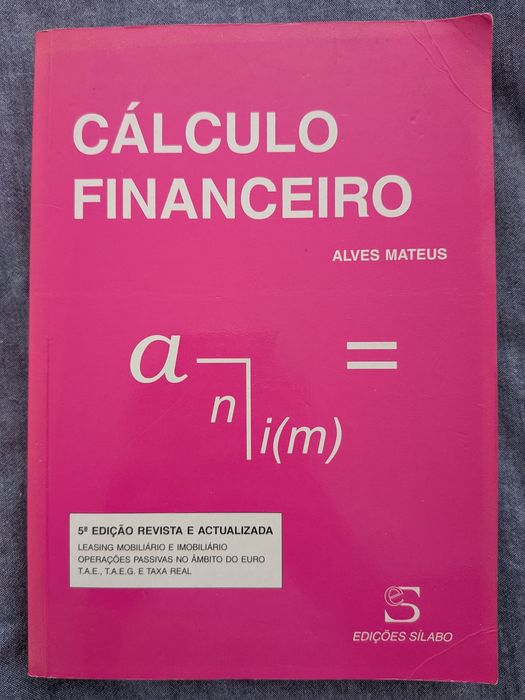 CÁLCULO
FINANCEIRO
ALVES MATEUS
a n i(m) =
5ª EDIÇÃO REVISTA E ACTUALIZADA
LEASING MOBILIÁRIO E IMOBILIÁRIO
OPERAÇÕES PASSIVAS NO ÂMBITO DO EURO
T.A.E., T.A.E.G. E TAXA REAL
eS
EDIÇÕES SÍLABO